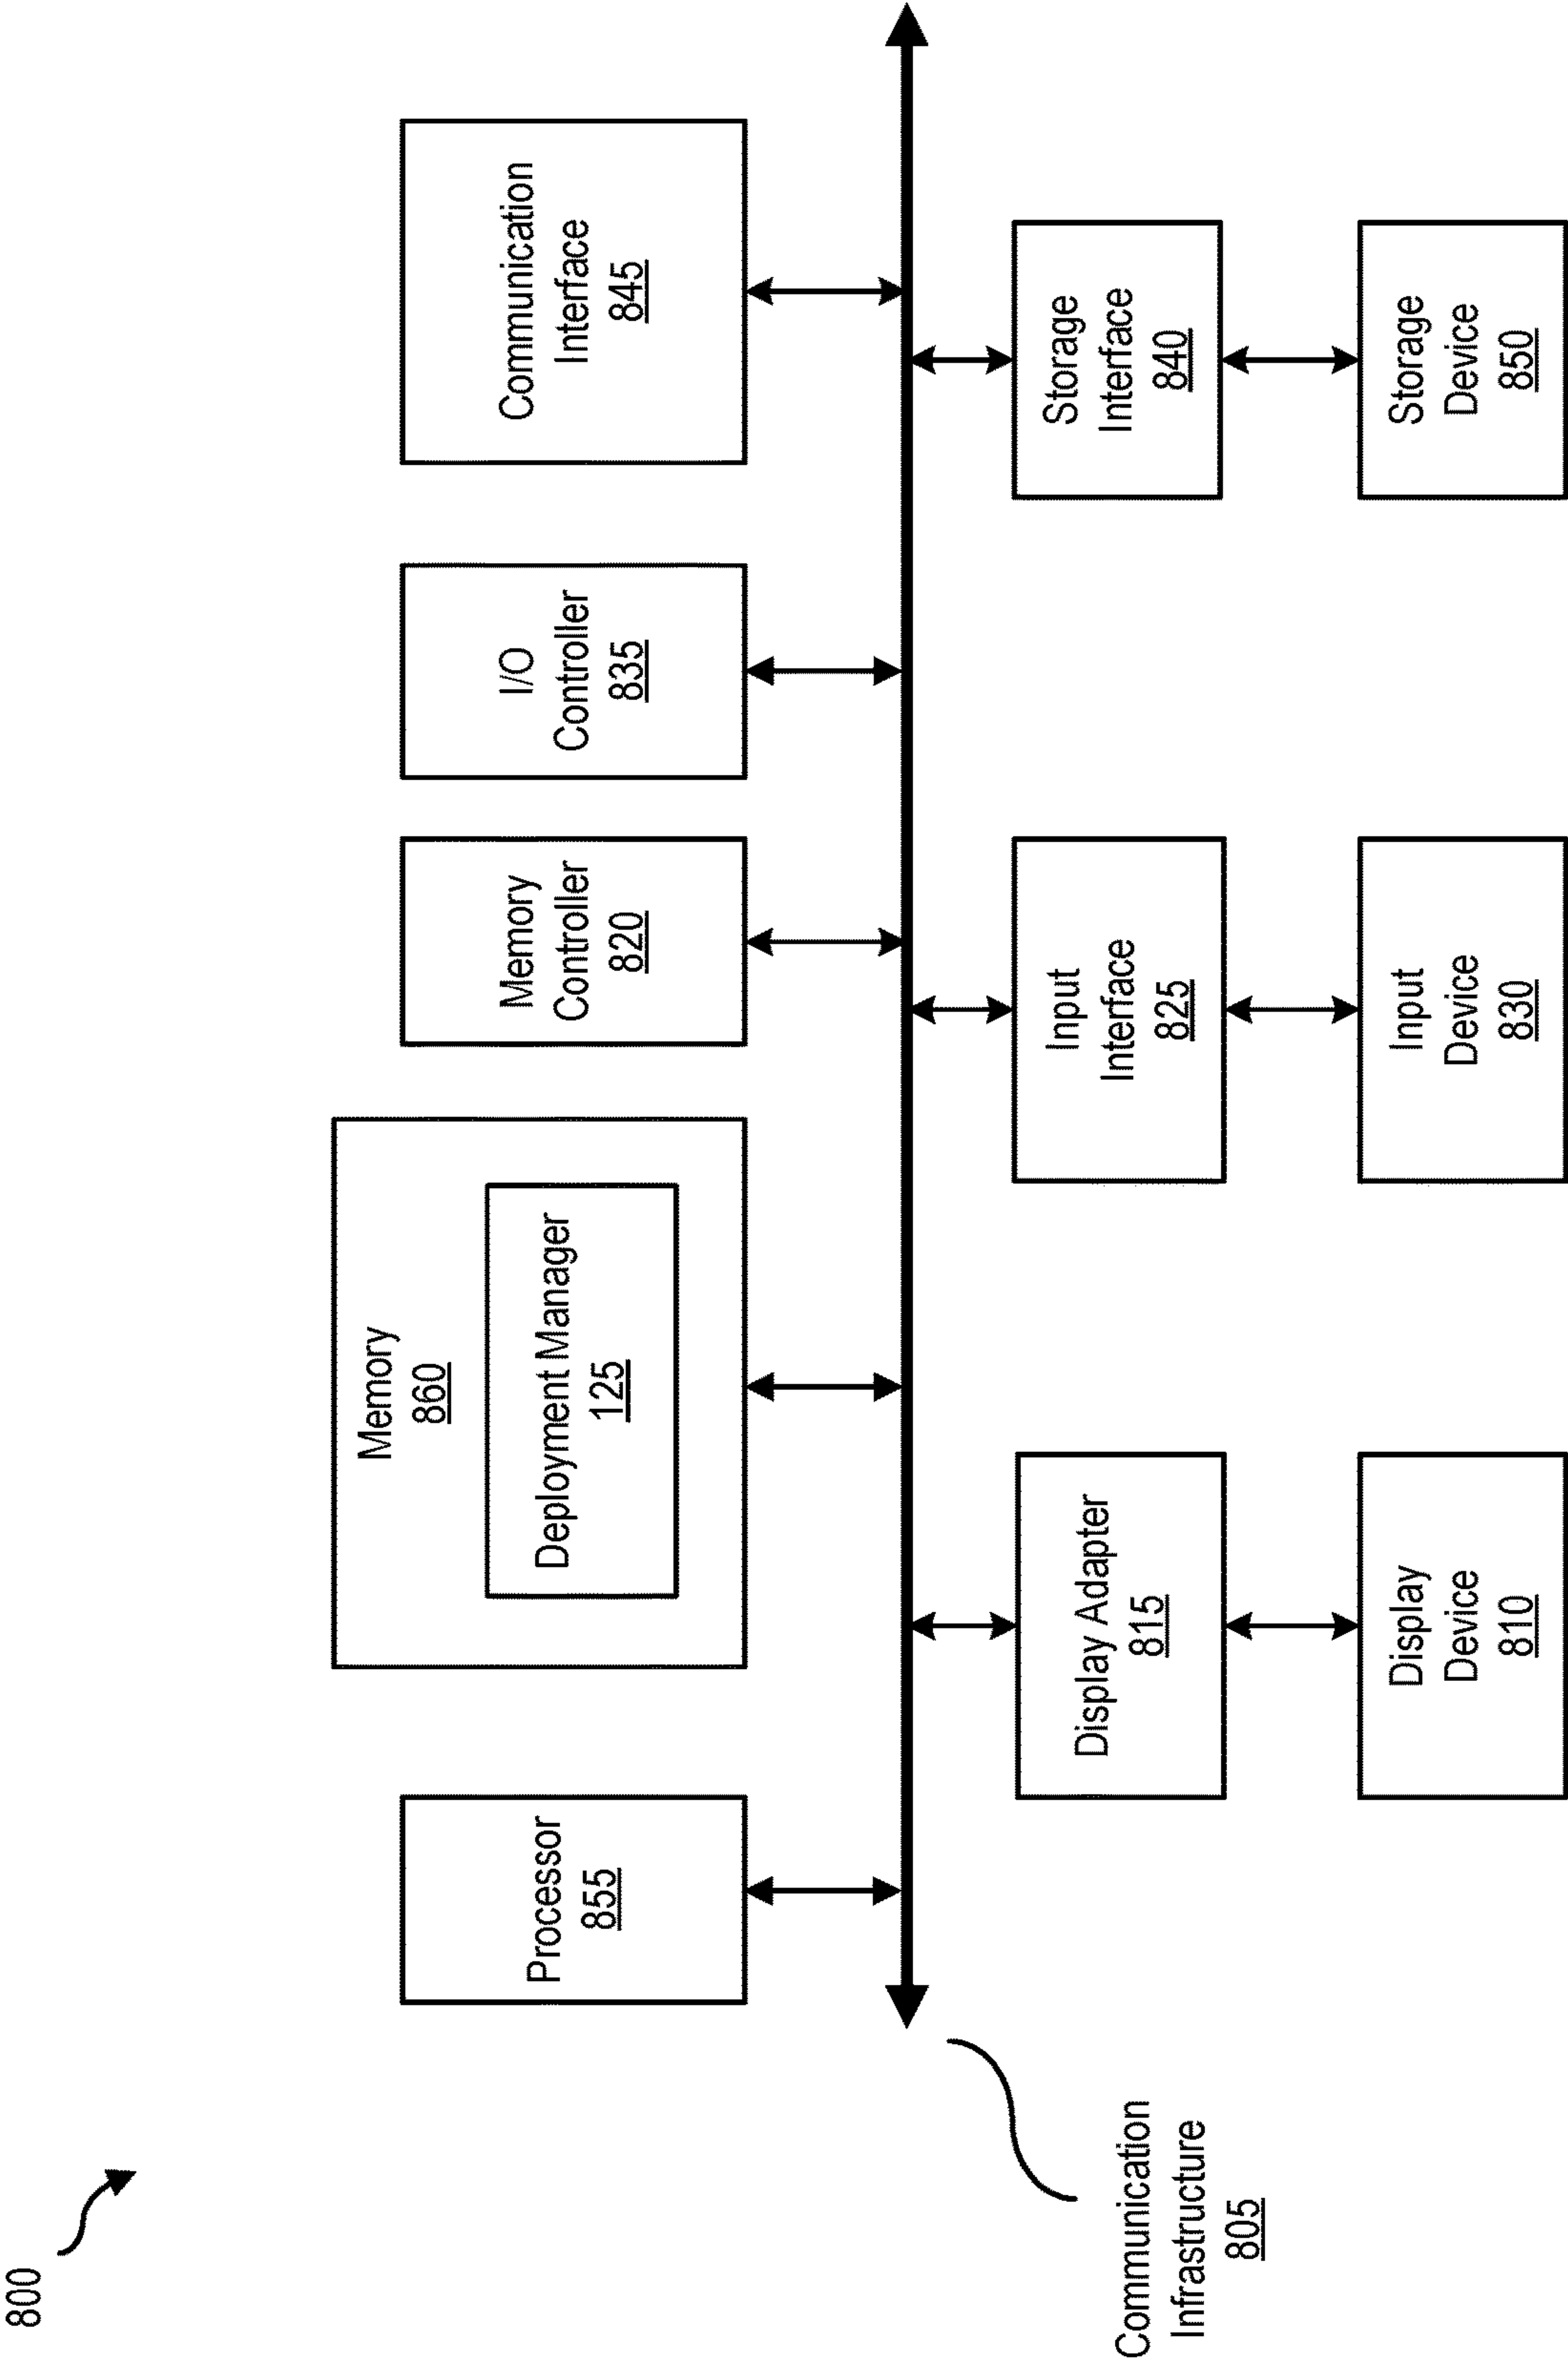 800
Processor
855
Memory
860
Deployment Manager
125
Memory
Controller
820
I/O
Controller
835
Communication
Interface
845
Communication
Infrastructure
805
Display Adapter
815
Input
Interface
825
Storage
Interface
840
Display
Device
810
Input
Device
830
Storage
Device
850